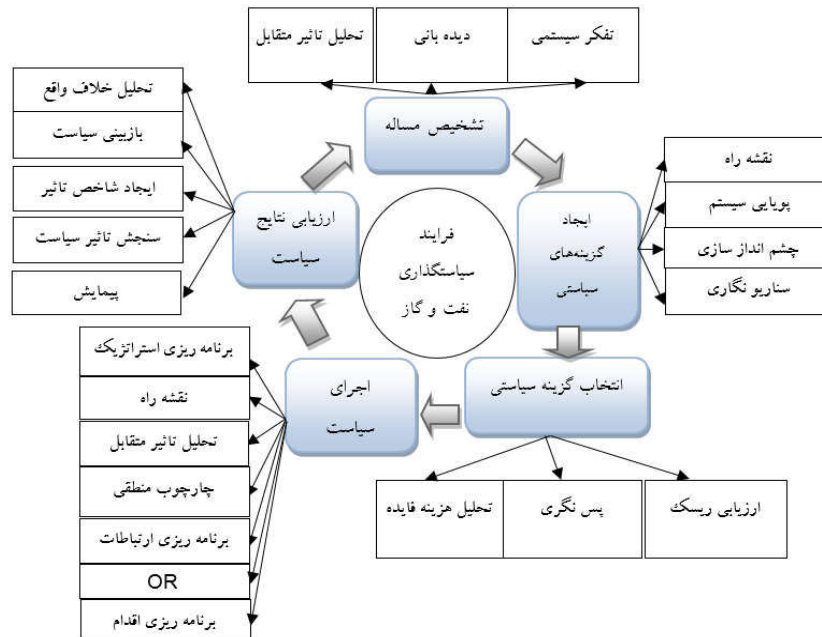 تفکر سیستمی
دیده بانی
تحلیل تاثیر متقابل
تشخیص مساله
نقشه راه
پویایی سیستم
چشم انداز سازی
سناریو نگاری
ایجاد
گزینه‌های
سیاستی
فرایند
سیاستگذاری
نفت و گاز
تحلیل خلاف واقع
بازبینی سیاست
ایجاد شاخص تاثیر
سنجش تاثیر سیاست
پیمایش
ارزیابی نتایج
سیاست
انتخاب گزینه سیاستی
ارزیابی ریسک
پس نگری
تحلیل هزینه فایده
اجرای
سیاست
برنامه ریزی استراتژیک
نقشه راه
تحلیل تاثیر متقابل
چارچوب منطقی
برنامه ریزی ارتباطات
OR
برنامه ریزی اقدام